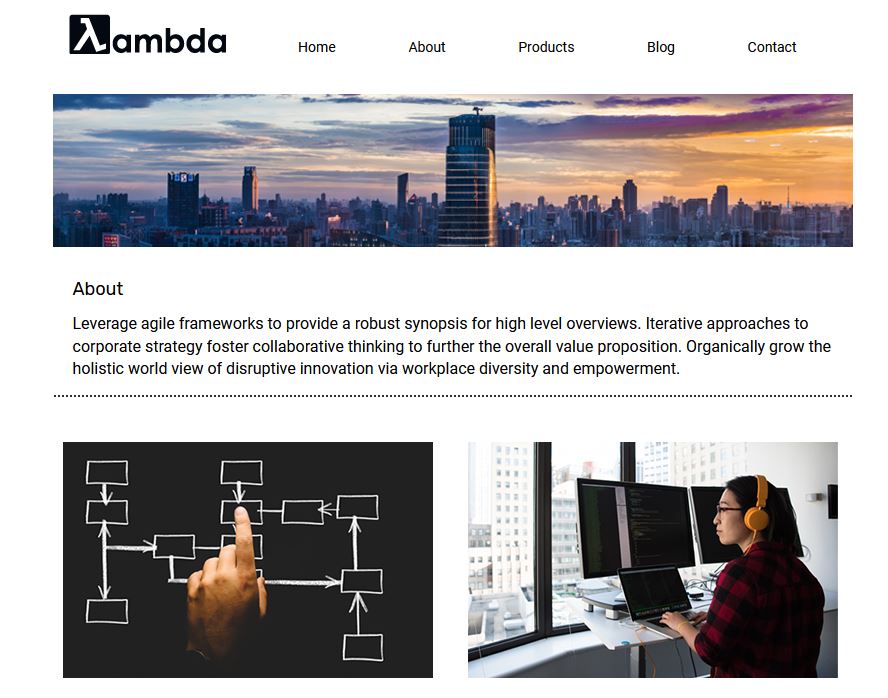 λambda
Home About Products Blog Contact
About
Leverage agile frameworks to provide a robust synopsis for high level overviews. Iterative approaches to
corporate strategy foster collaborative thinking to further the overall value proposition. Organically grow the
holistic world view of disruptive innovation via workplace diversity and empowerment.